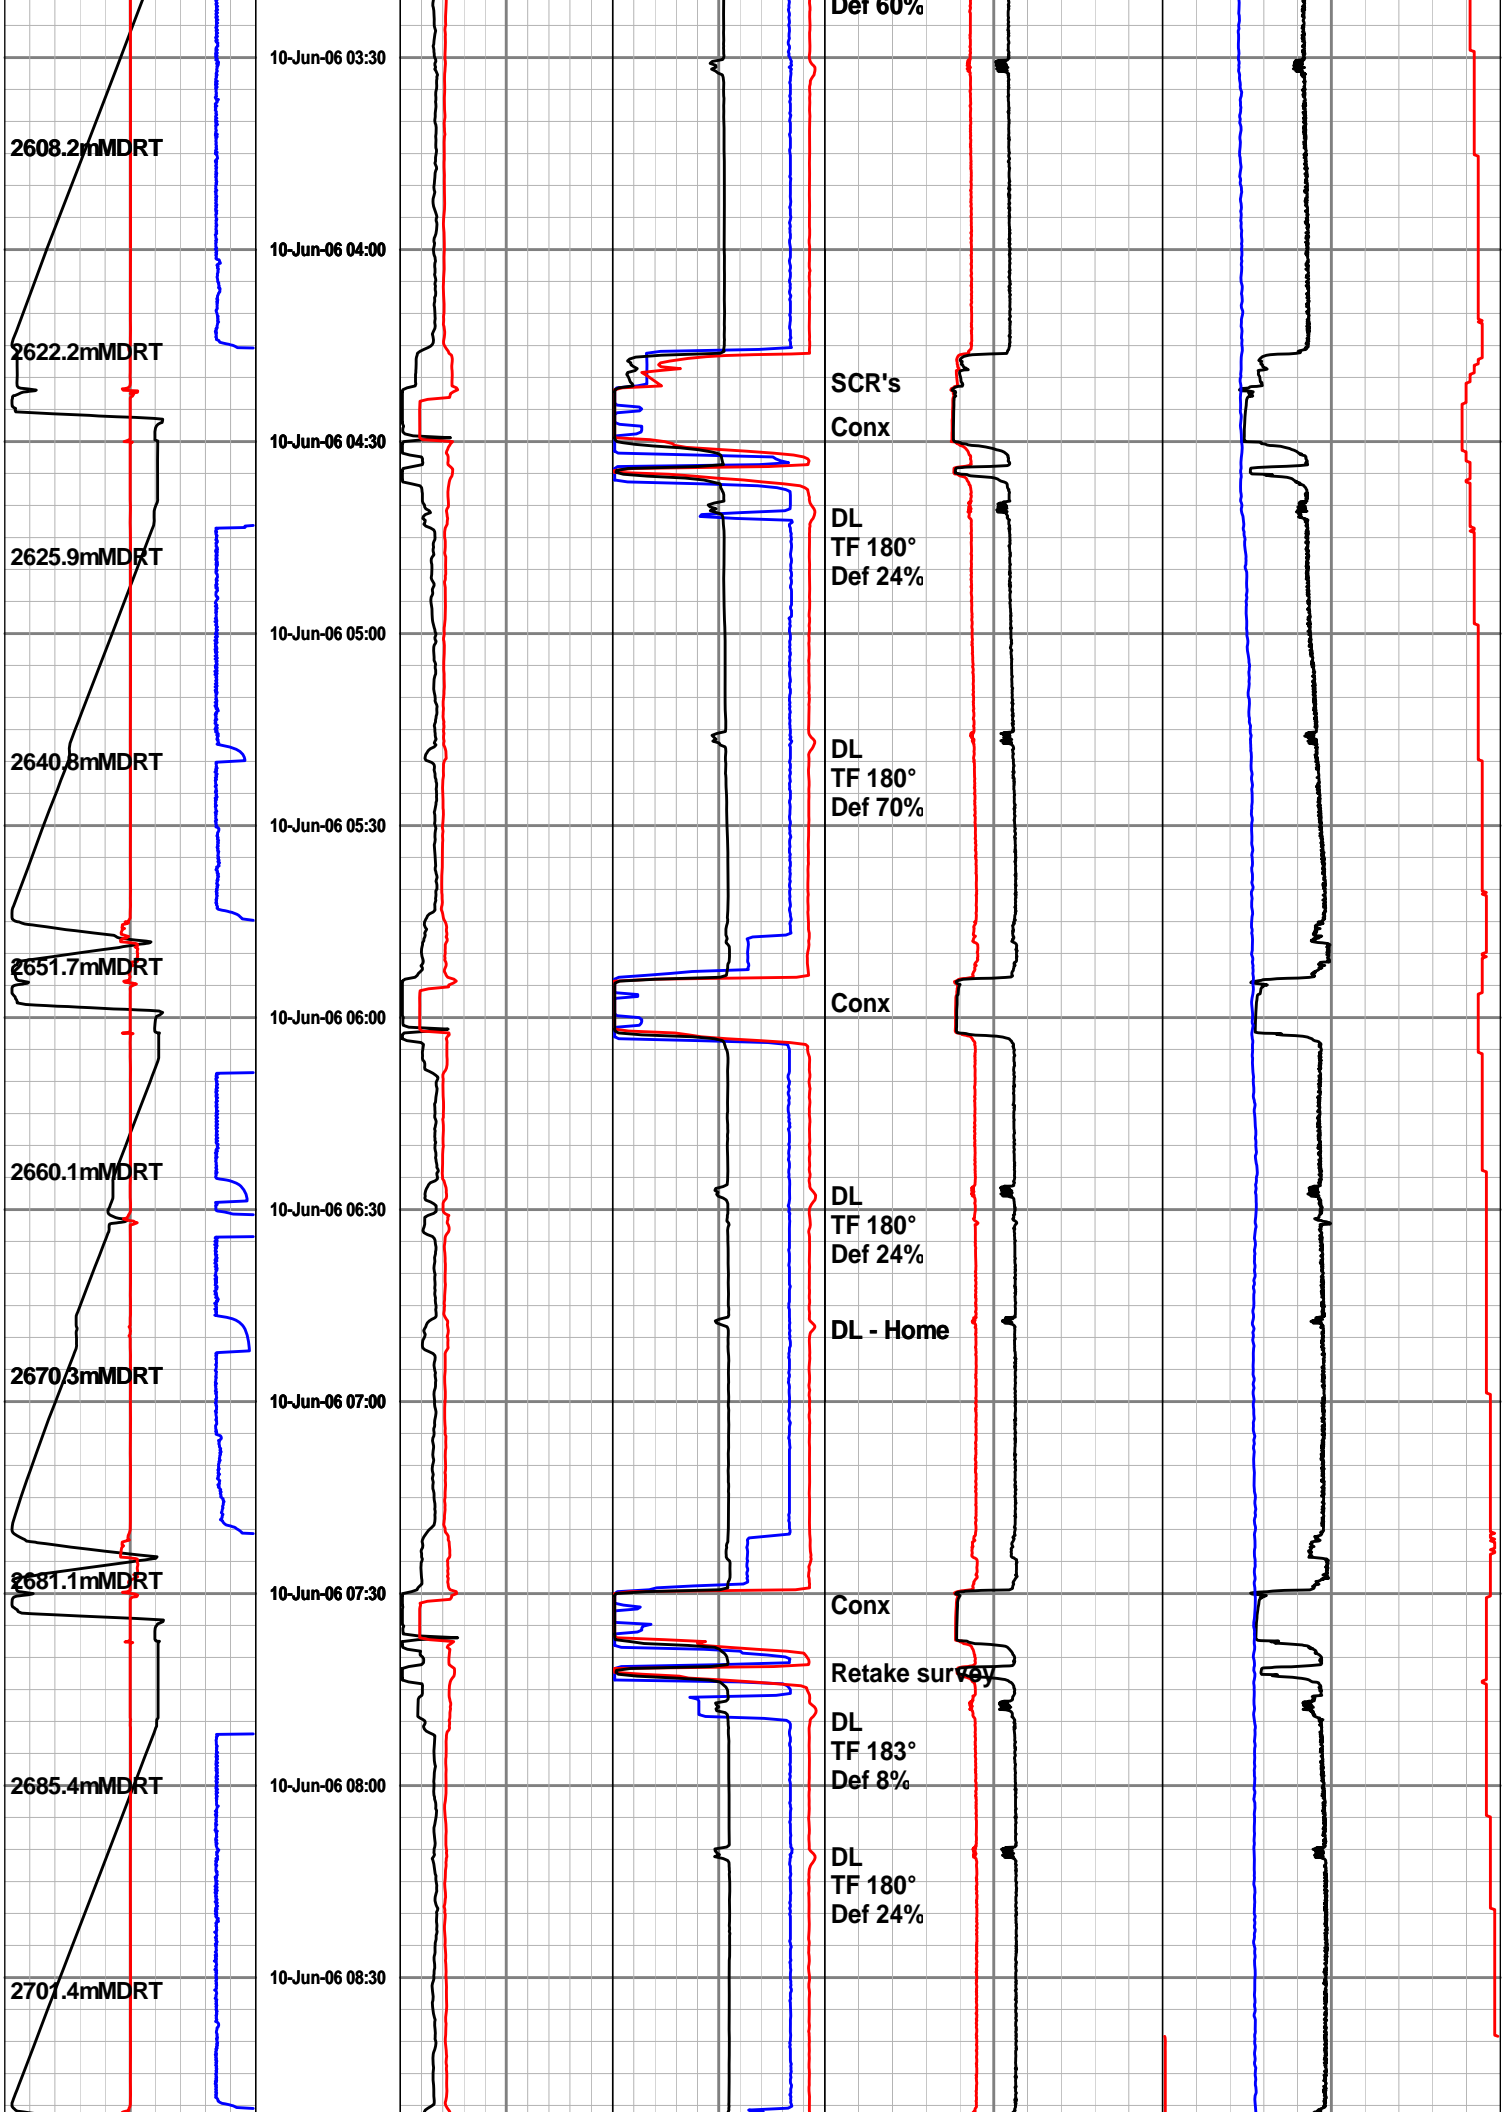 Def 60%
10-Jun-06 03:30
2608.2mMDRT
10-Jun-06 04:00
2622.2mMDRT
SCR's
Conx
10-Jun-06 04:30
DL
TF 180°
Def 24%
2625.9mMDRT
10-Jun-06 05:00
DL
TF 180°
Def 70%
2640.8mMDRT
10-Jun-06 05:30
2651.7mMDRT
Conx
10-Jun-06 06:00
2660.1mMDRT
DL
TF 180°
Def 24%
10-Jun-06 06:30
DL - Home
2670.3mMDRT
10-Jun-06 07:00
2681.1mMDRT
10-Jun-06 07:30
Conx
Retake survey
DL
TF 183°
Def 8%
2685.4mMDRT
10-Jun-06 08:00
DL
TF 180°
Def 24%
10-Jun-06 08:30
2701.4mMDRT